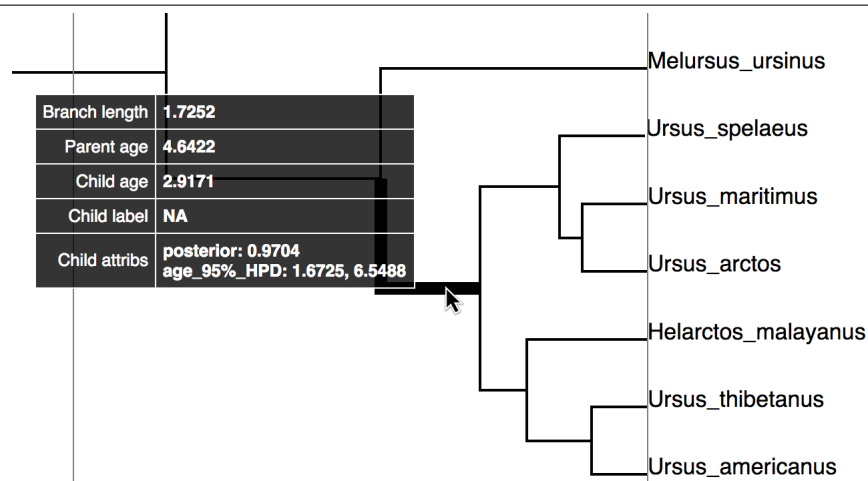 Melursus_ursinus
Branch length 1.7252
Ursus_spelaeus
Parent age 4.6422
Child age 2.9171
Ursus_maritimus
Child label NA
Child attribs posterior: 0.9704
age_95%_HPD: 1.6725, 6.5488
Ursus_arctos
Helarctos_malayanus
Ursus_thibetanus
Ursus_americanus